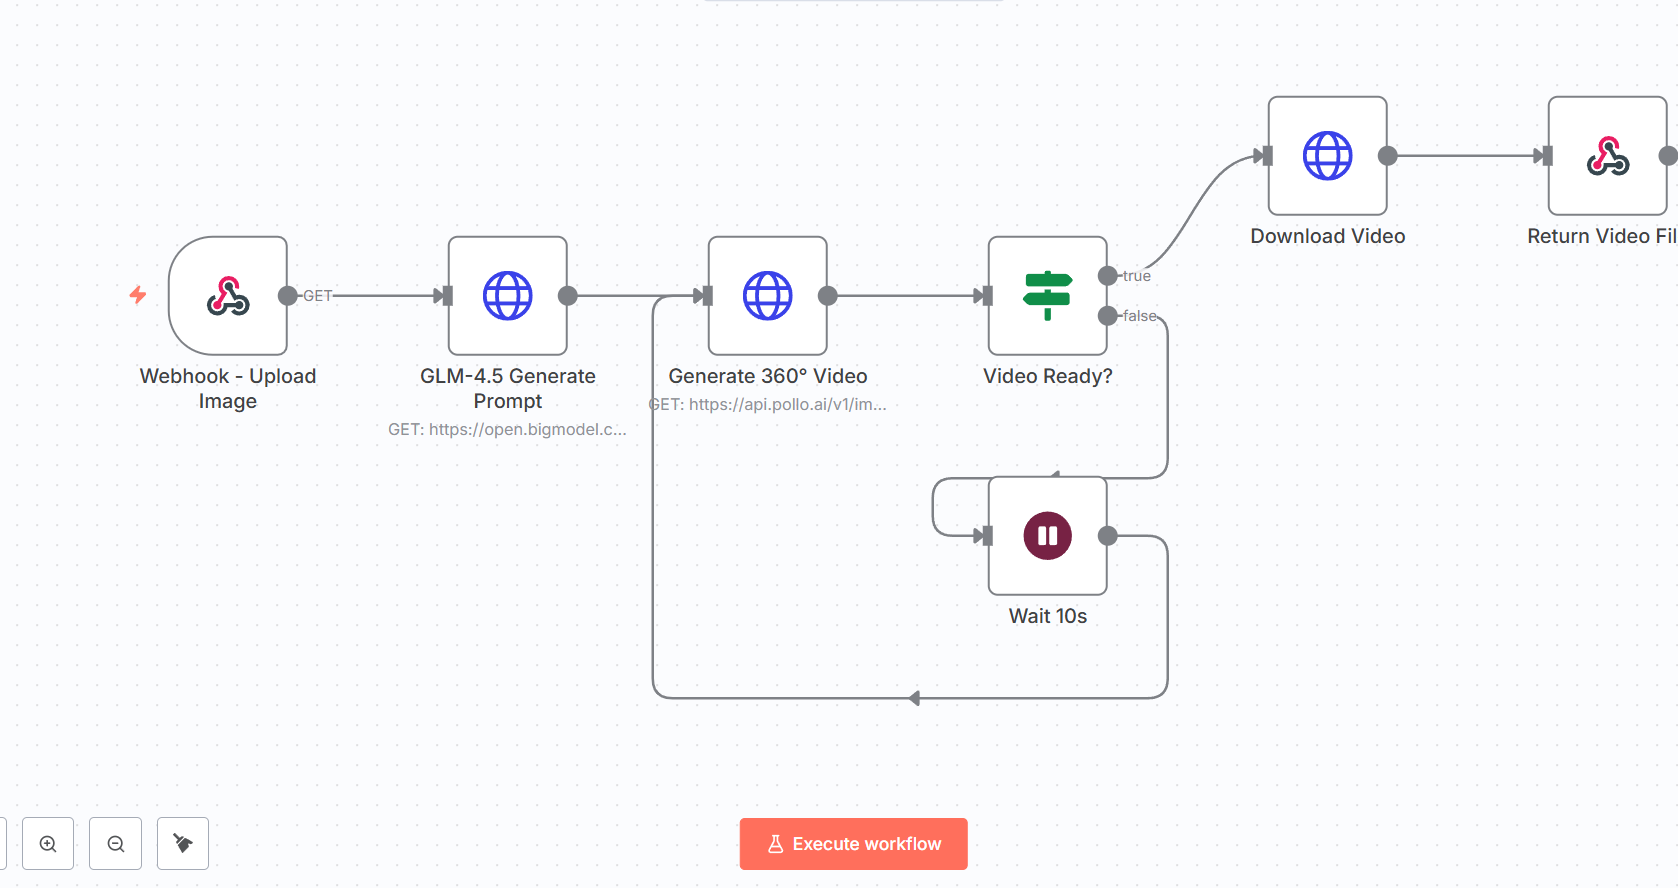 Download Video
Return Video Fil
GET
true
false
Webhook - Upload
Image
GLM-4.5 Generate
Prompt
GET: https://open.bigmodel.c...
Generate 360° Video
GET: https://api.pollo.ai/v1/im...
Video Ready?
Wait 10s
Execute workflow